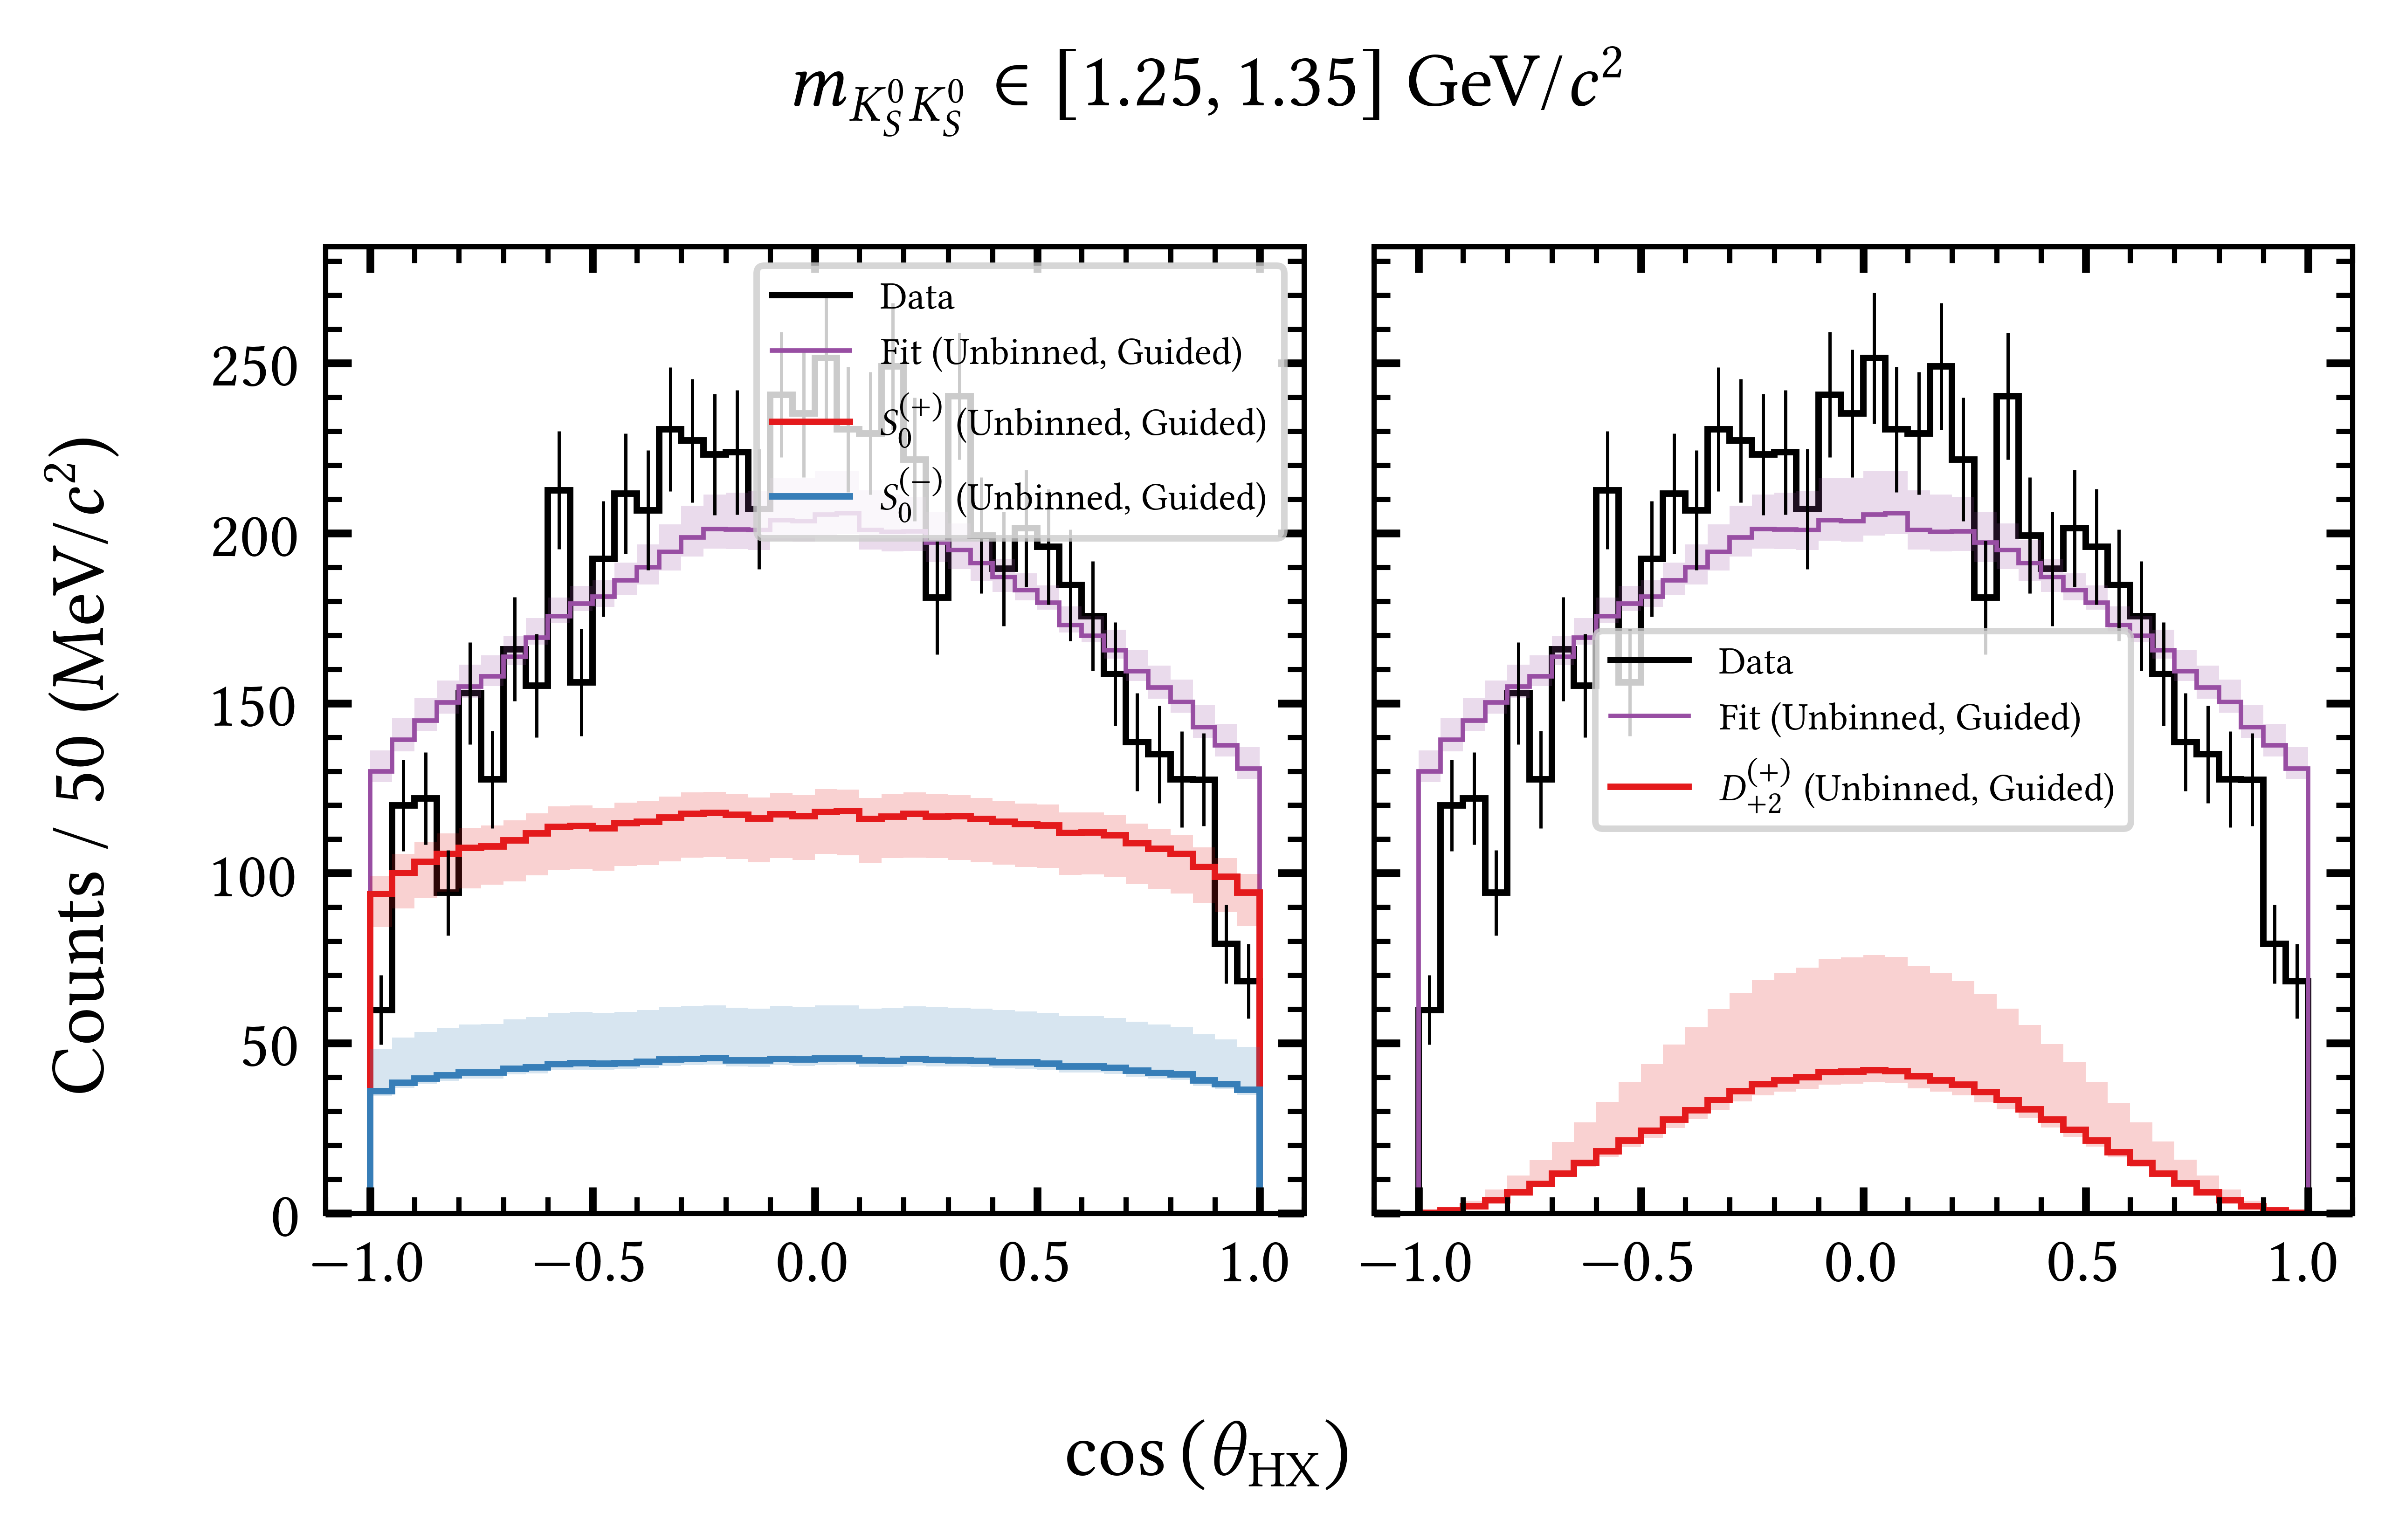 m_{K_S^0 K_S^0} ∈ [1.25, 1.35] GeV/c²
Counts / 50 (MeV/c²)
250
200
150
100
50
0
Data
Fit (Unbinned, Guided)
S_0^{(+)} (Unbinned, Guided)
S_0^{(−)} (Unbinned, Guided)
−1.0 −0.5 0.0 0.5 1.0
Data
Fit (Unbinned, Guided)
D_{+2}^{(+)} (Unbinned, Guided)
−1.0 −0.5 0.0 0.5 1.0
cos (θ_{HX})